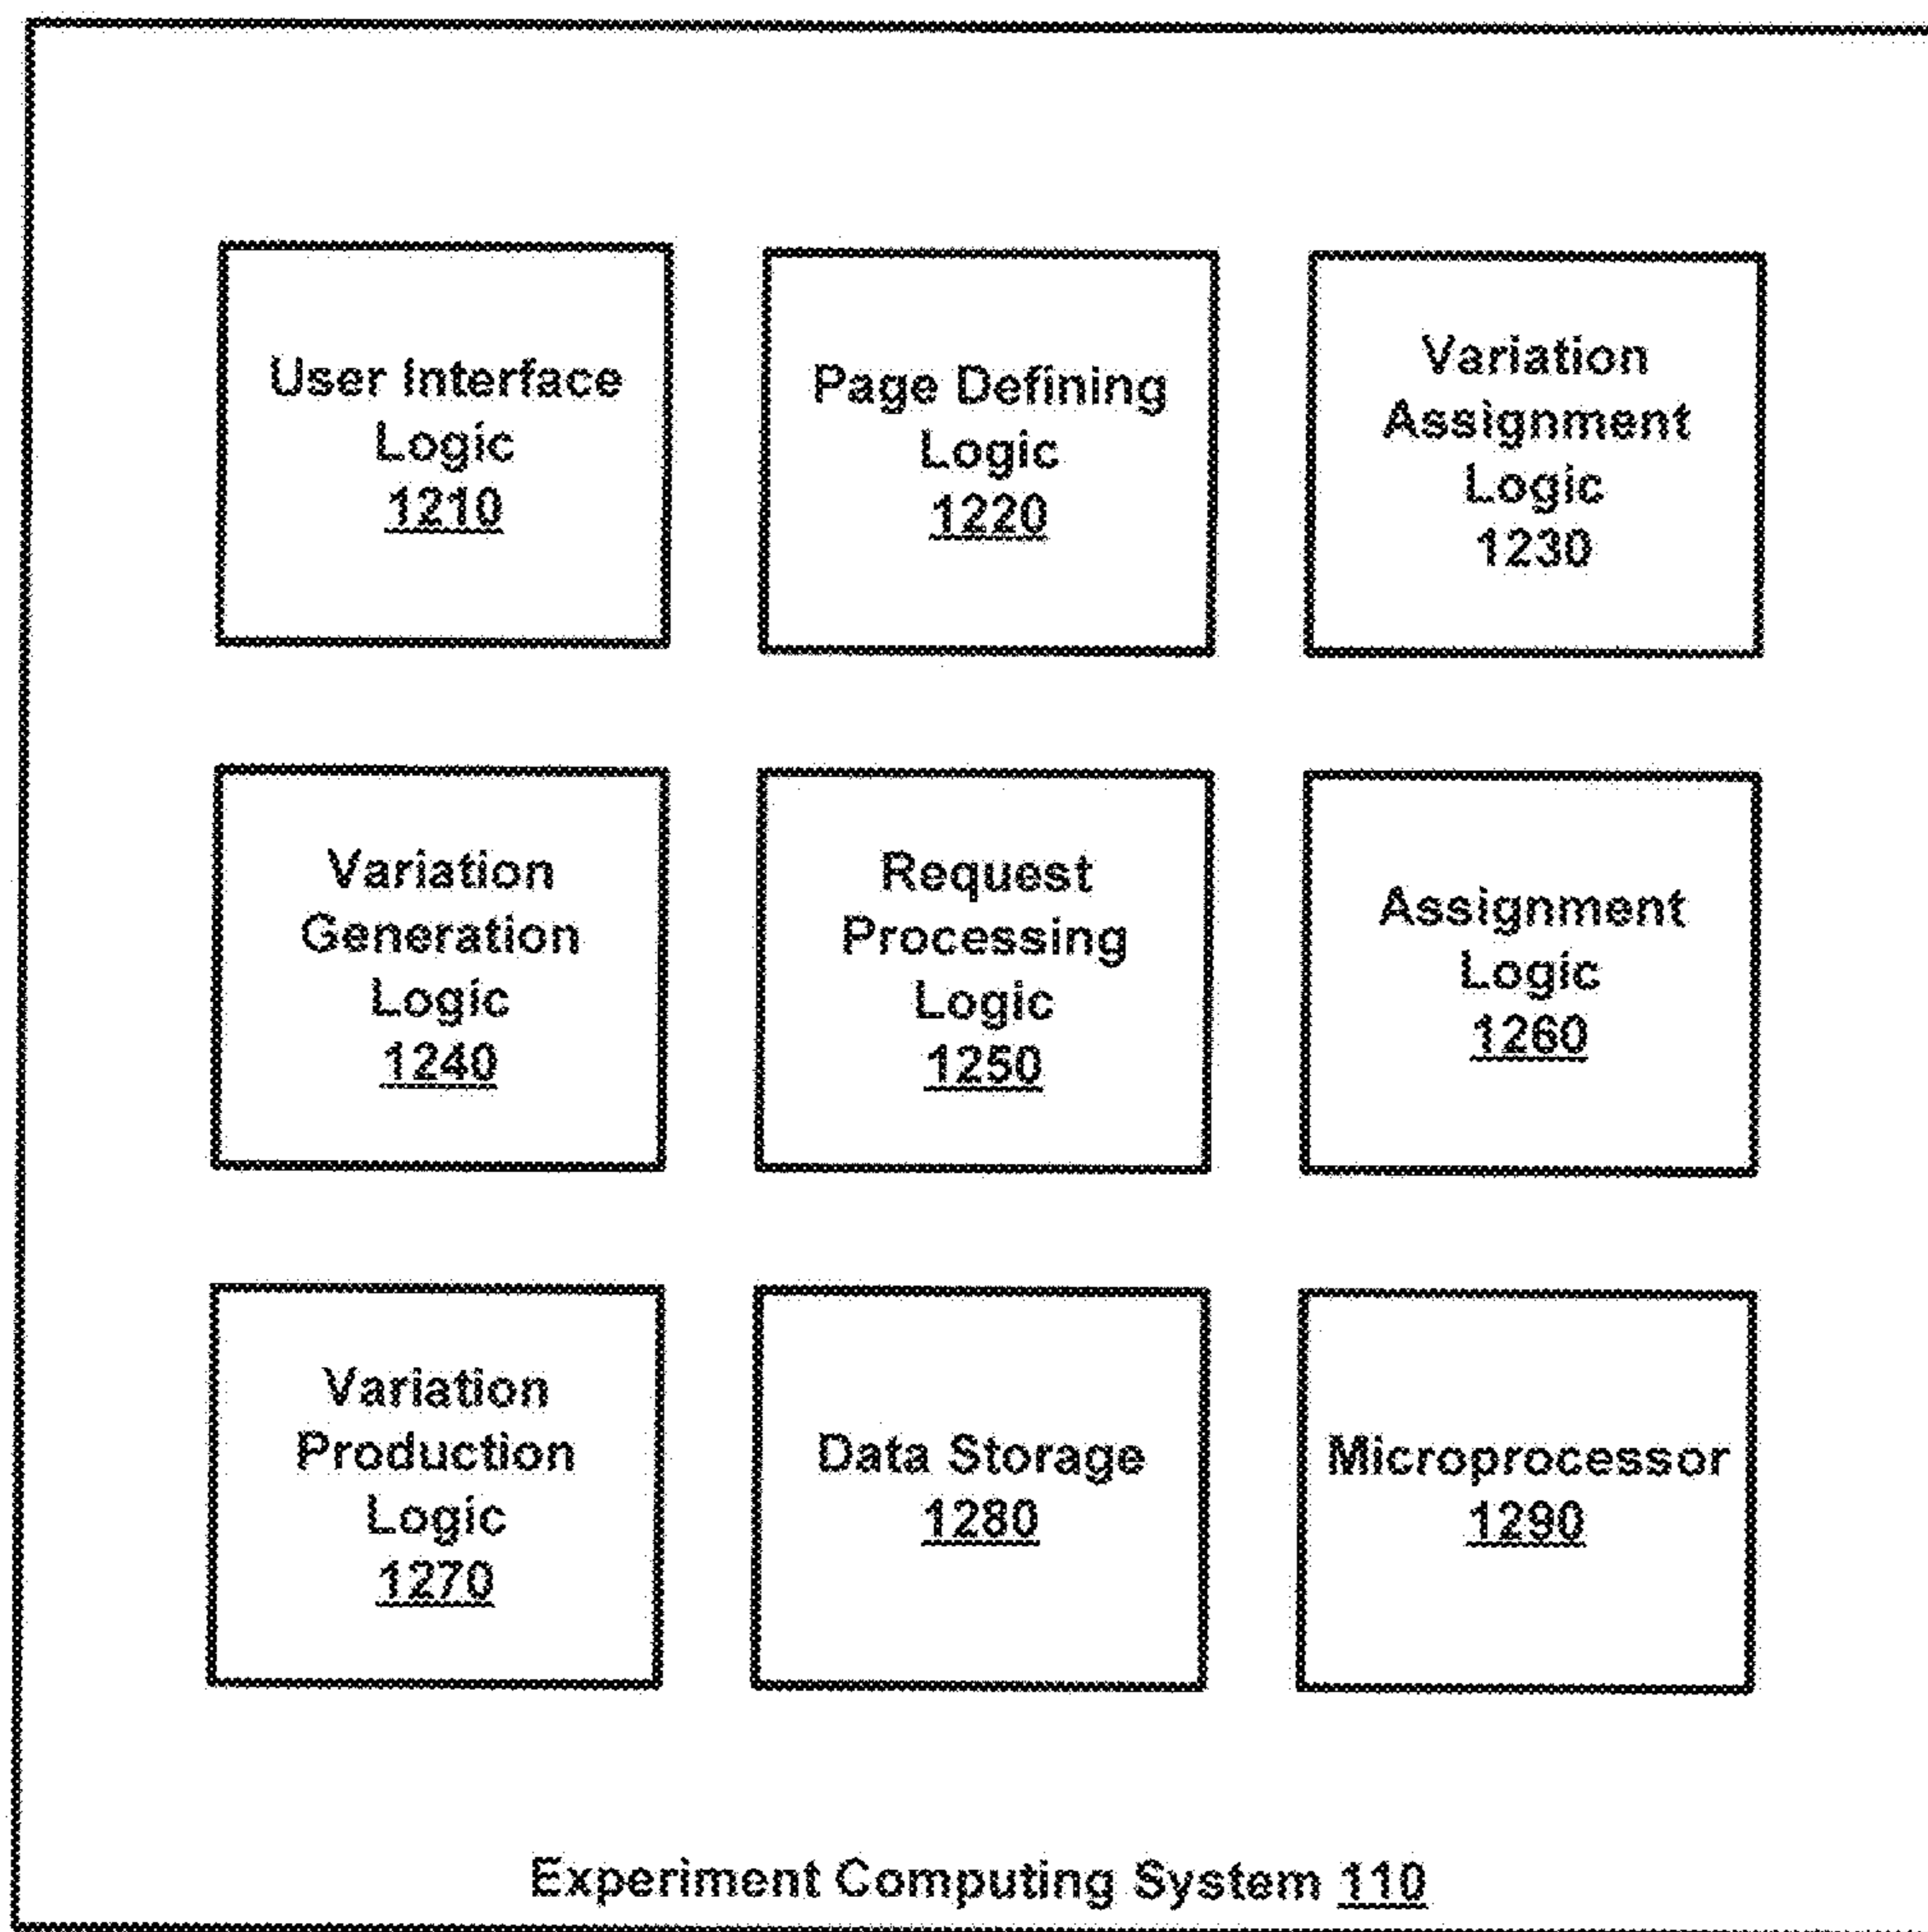 User Interface
Logic
1210
Page Defining
Logic
1220
Variation
Assignment
Logic
1230
Variation
Generation
Logic
1240
Request
Processing
Logic
1250
Assignment
Logic
1260
Variation
Production
Logic
1270
Data Storage
1280
Microprocessor
1290
Experiment Computing System 110